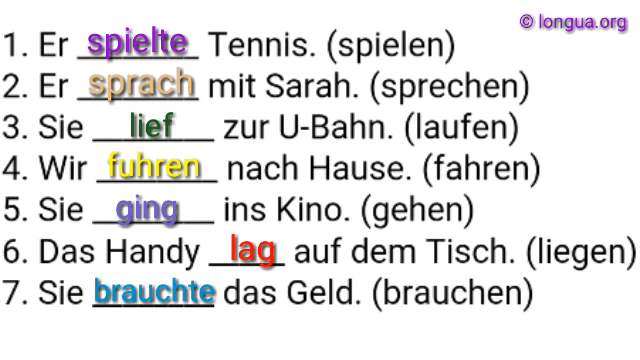 © longua.org
1. Er spielte Tennis. (spielen)
2. Er sprach mit Sarah. (sprechen)
3. Sie lief zur U-Bahn. (laufen)
4. Wir fuhren nach Hause. (fahren)
5. Sie ging ins Kino. (gehen)
6. Das Handy lag auf dem Tisch. (liegen)
7. Sie brauchte das Geld. (brauchen)